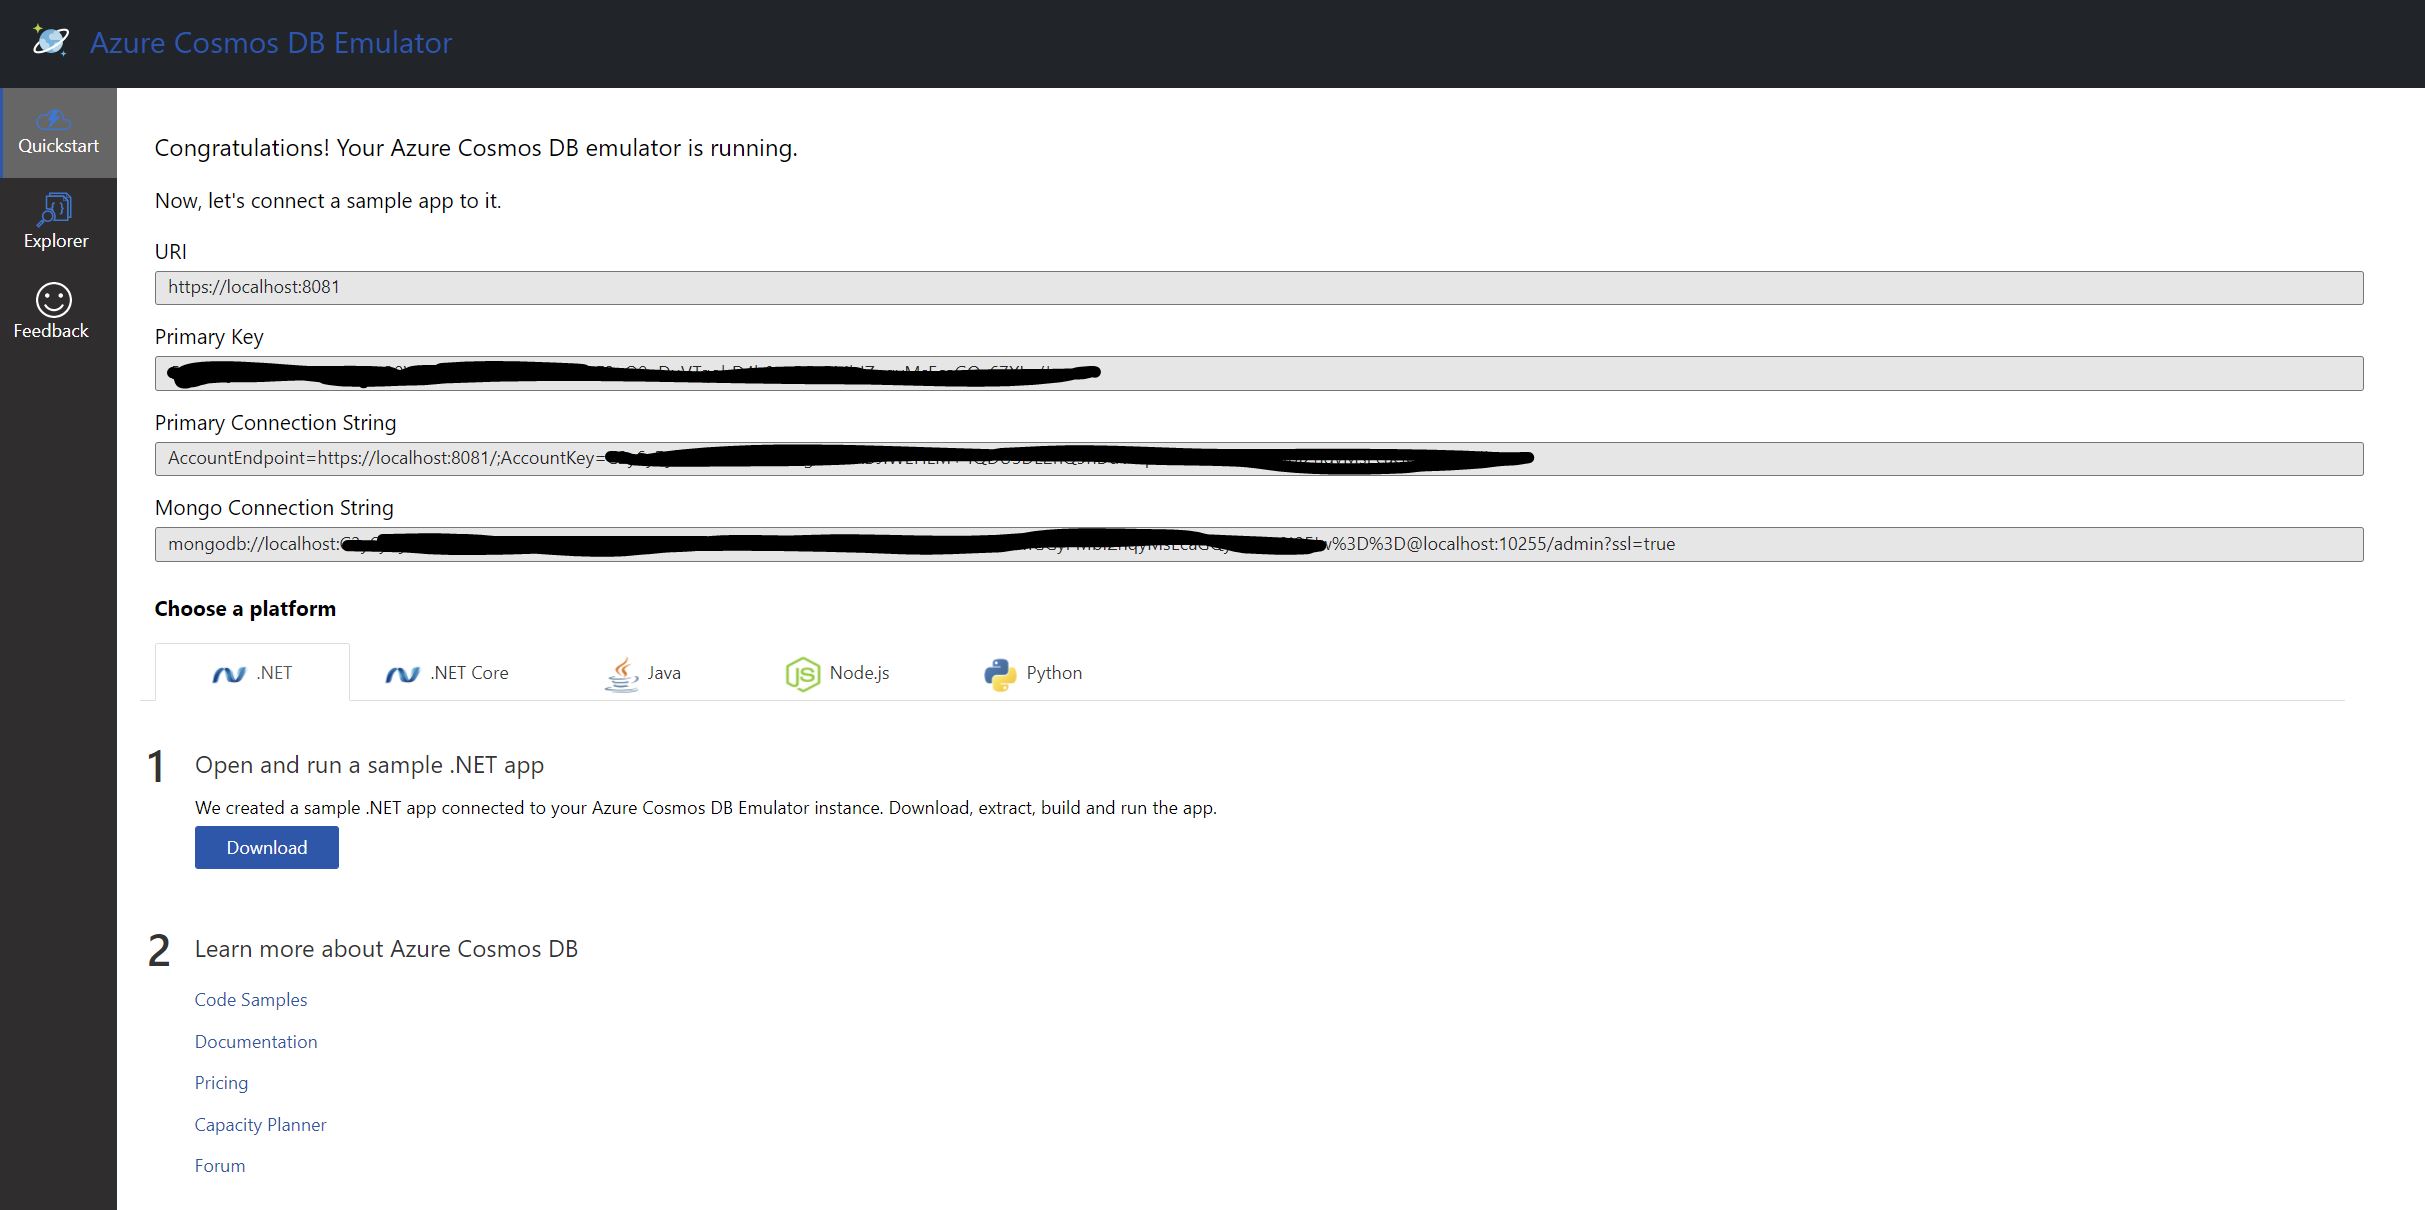 Azure Cosmos DB Emulator
Quickstart
Explorer
Feedback
Congratulations! Your Azure Cosmos DB emulator is running.
Now, let's connect a sample app to it.
URI
https://localhost:8081
Primary Key
Primary Connection String
AccountEndpoint=https://localhost:8081/;AccountKey=
Mongo Connection String
mongodb://localhost: %3D%3D@localhost:10255/admin?ssl=true
Choose a platform
.NET
.NET Core
Java
Node.js
Python
1 Open and run a sample .NET app
We created a sample .NET app connected to your Azure Cosmos DB Emulator instance. Download, extract, build and run the app.
Download
2 Learn more about Azure Cosmos DB
Code Samples
Documentation
Pricing
Capacity Planner
Forum